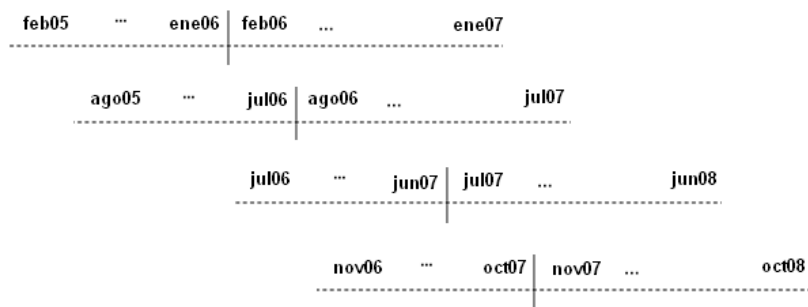 feb05 ... ene06 feb06 ... ene07
ago05 ... jul06 ago06 ... jul07
jul06 ... jun07 jul07 ... jun08
nov06 ... oct07 nov07 ... oct08